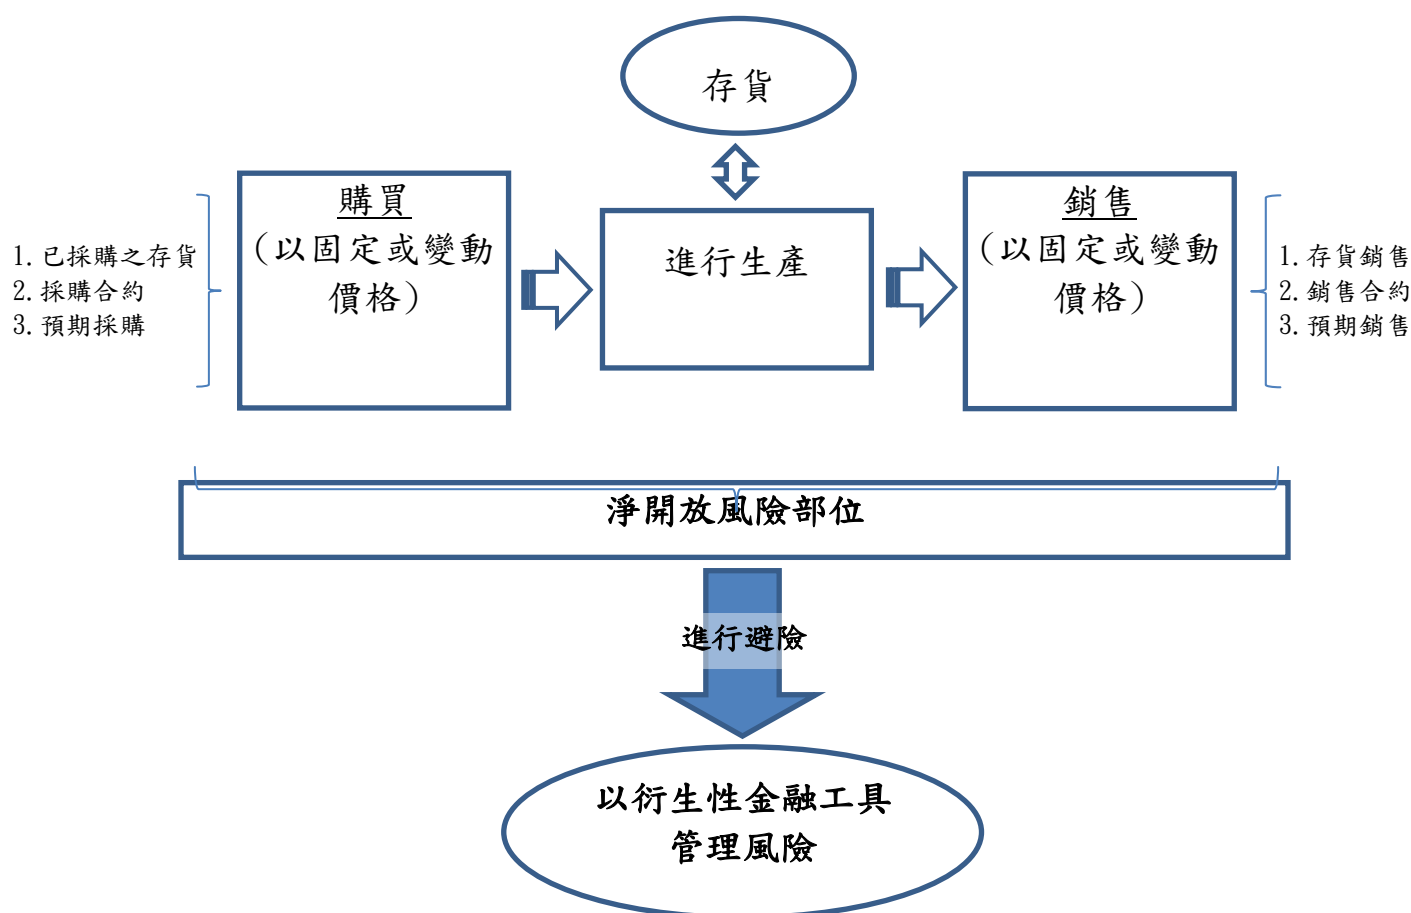 存貨
1. 已採購之存貨
2. 採購合約
3. 預期採購
購買
(以固定或變動
價格)
進行生產
銷售
(以固定或變動
價格)
1. 存貨銷售
2. 銷售合約
3. 預期銷售
淨開放風險部位
進行避險
以衍生性金融工具
管理風險